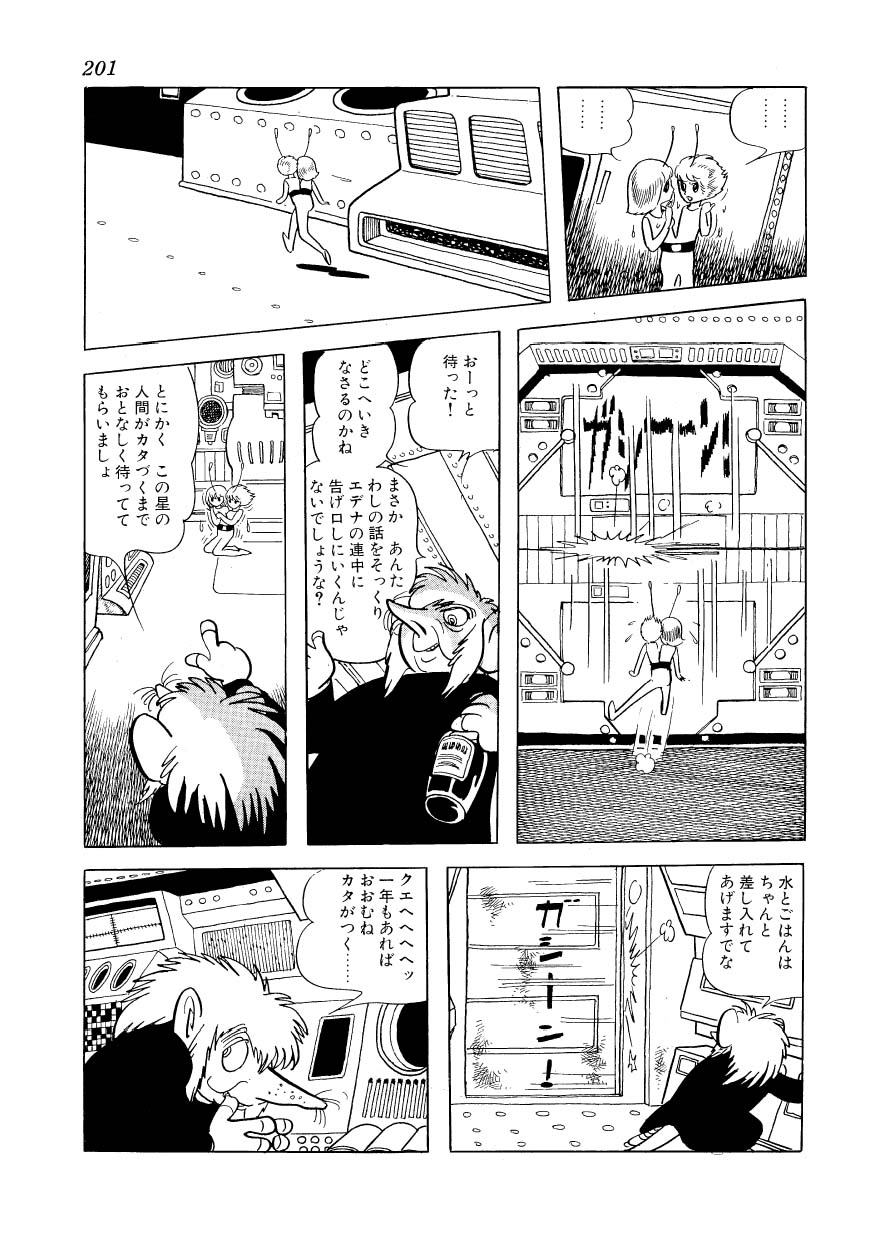 201
……
……
……
……
ガシャーン!
おーっと
待った!
どこへいき
なさるのかね
まさか あんた
わしの話をそっくり
エデナの連中に
告げ口しにいくんじゃ
ないでしょうな?
とにかく この星の
人間がカタづくまで
おとなしく待ってて
もらいましょ
水とごはんは
ちゃんと
差し入れて
あげますでな
ガシーン!
クエヘヘヘヘッ
一年もあれば
おおむね
カタがつく……